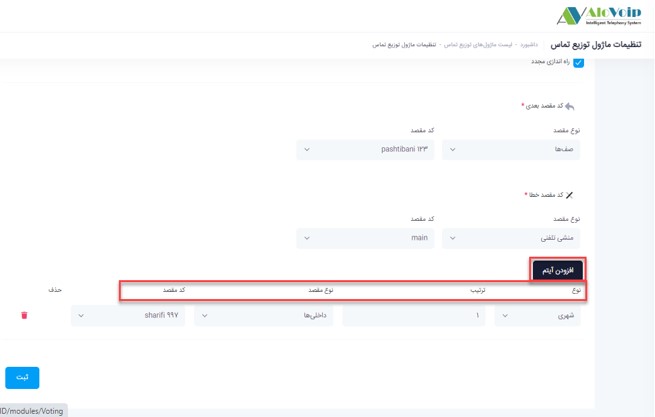 AloVoip
Intelligent Telephony System
تنظیمات ماژول توزیع تماس
داشبورد - لیست ماژول‌های توزیع تماس - تنظیمات ماژول توزیع تماس
راه اندازی مجدد
کد مقصد بعدی *
نوع مقصد کد مقصد
صف‌ها pashtibani ۱۲۳
کد مقصد خطا *
نوع مقصد کد مقصد
منشی تلفنی main
افزودن آیتم
نوع ترتیب نوع مقصد کد مقصد حذف
شهری ۱ داخلی‌ها sharifi ۹۹۷
ثبت
ID/modules/Voting